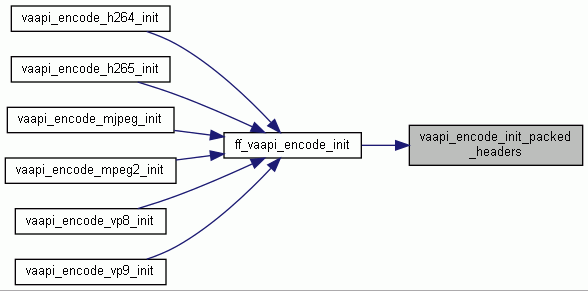 vaapi_encode_h264_init
vaapi_encode_h265_init
vaapi_encode_mjpeg_init
vaapi_encode_mpeg2_init
vaapi_encode_vp8_init
vaapi_encode_vp9_init
ff_vaapi_encode_init
vaapi_encode_init_packed
_headers